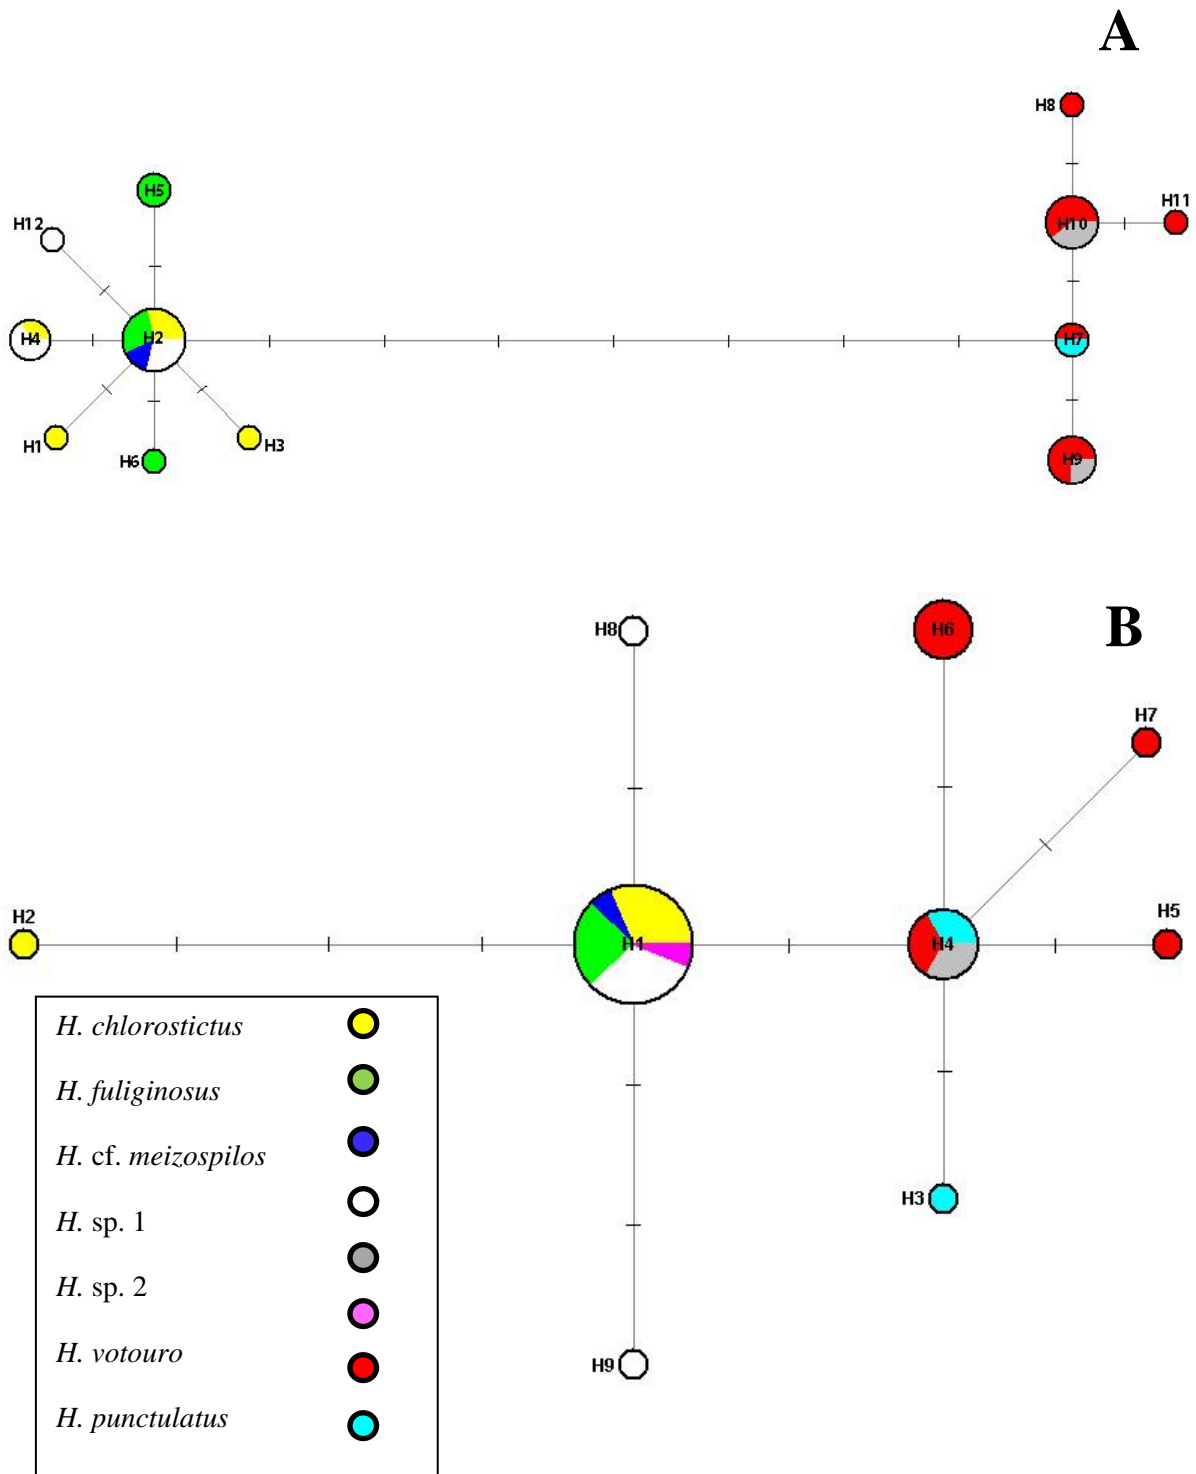 A
H8
H5
H11
H12
H10
H4
H2
H7
H1
H3
H6
H9
B
H8
H6
H7
H2
H5
H1
H4
H. chlorostictus
H. fuliginosus
H. cf. meizospilos
H3
H. sp. 1
H. sp. 2
H. votouro
H9
H. punctulatus